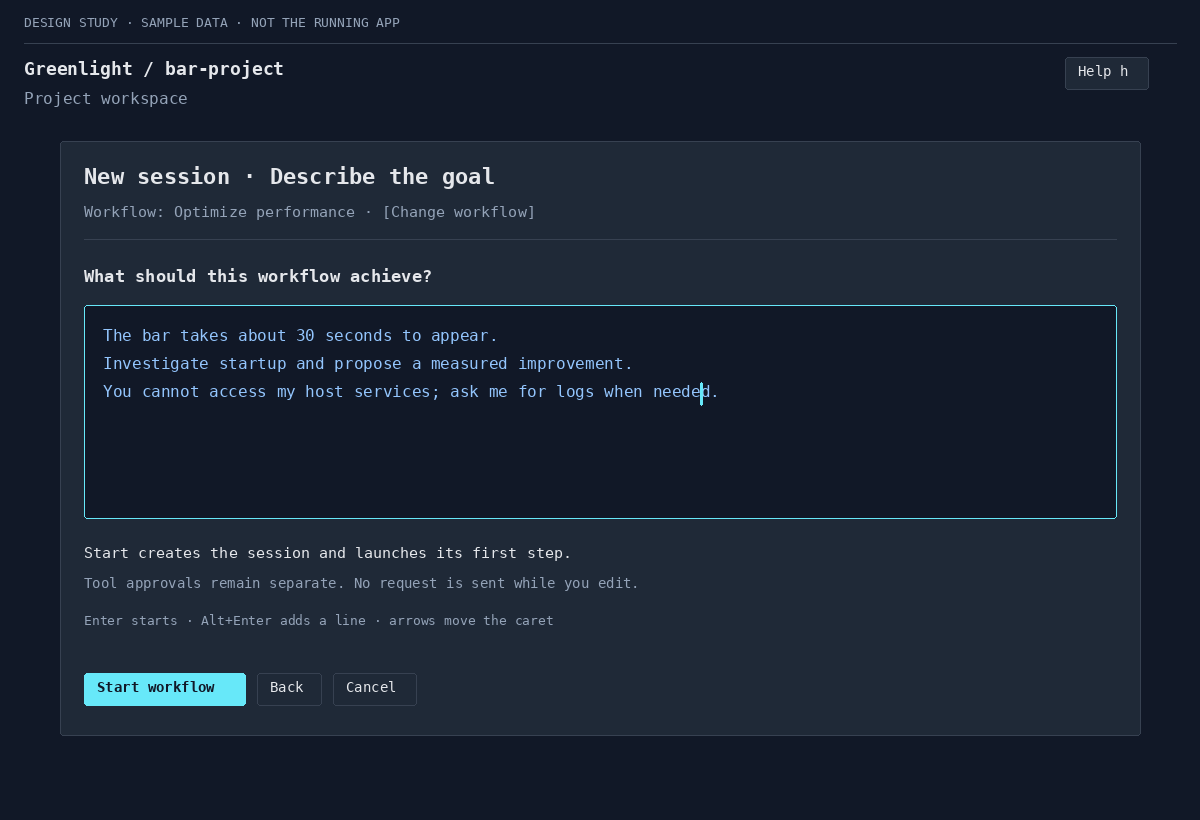 DESIGN STUDY · SAMPLE DATA · NOT THE RUNNING APP
Greenlight / bar-project
Help h
Project workspace
New session · Describe the goal
Workflow: Optimize performance · [Change workflow]
What should this workflow achieve?
The bar takes about 30 seconds to appear.
Investigate startup and propose a measured improvement.
You cannot access my host services; ask me for logs when needed.
Start creates the session and launches its first step.
Tool approvals remain separate. No request is sent while you edit.
Enter starts · Alt+Enter adds a line · arrows move the caret
Start workflow Back Cancel